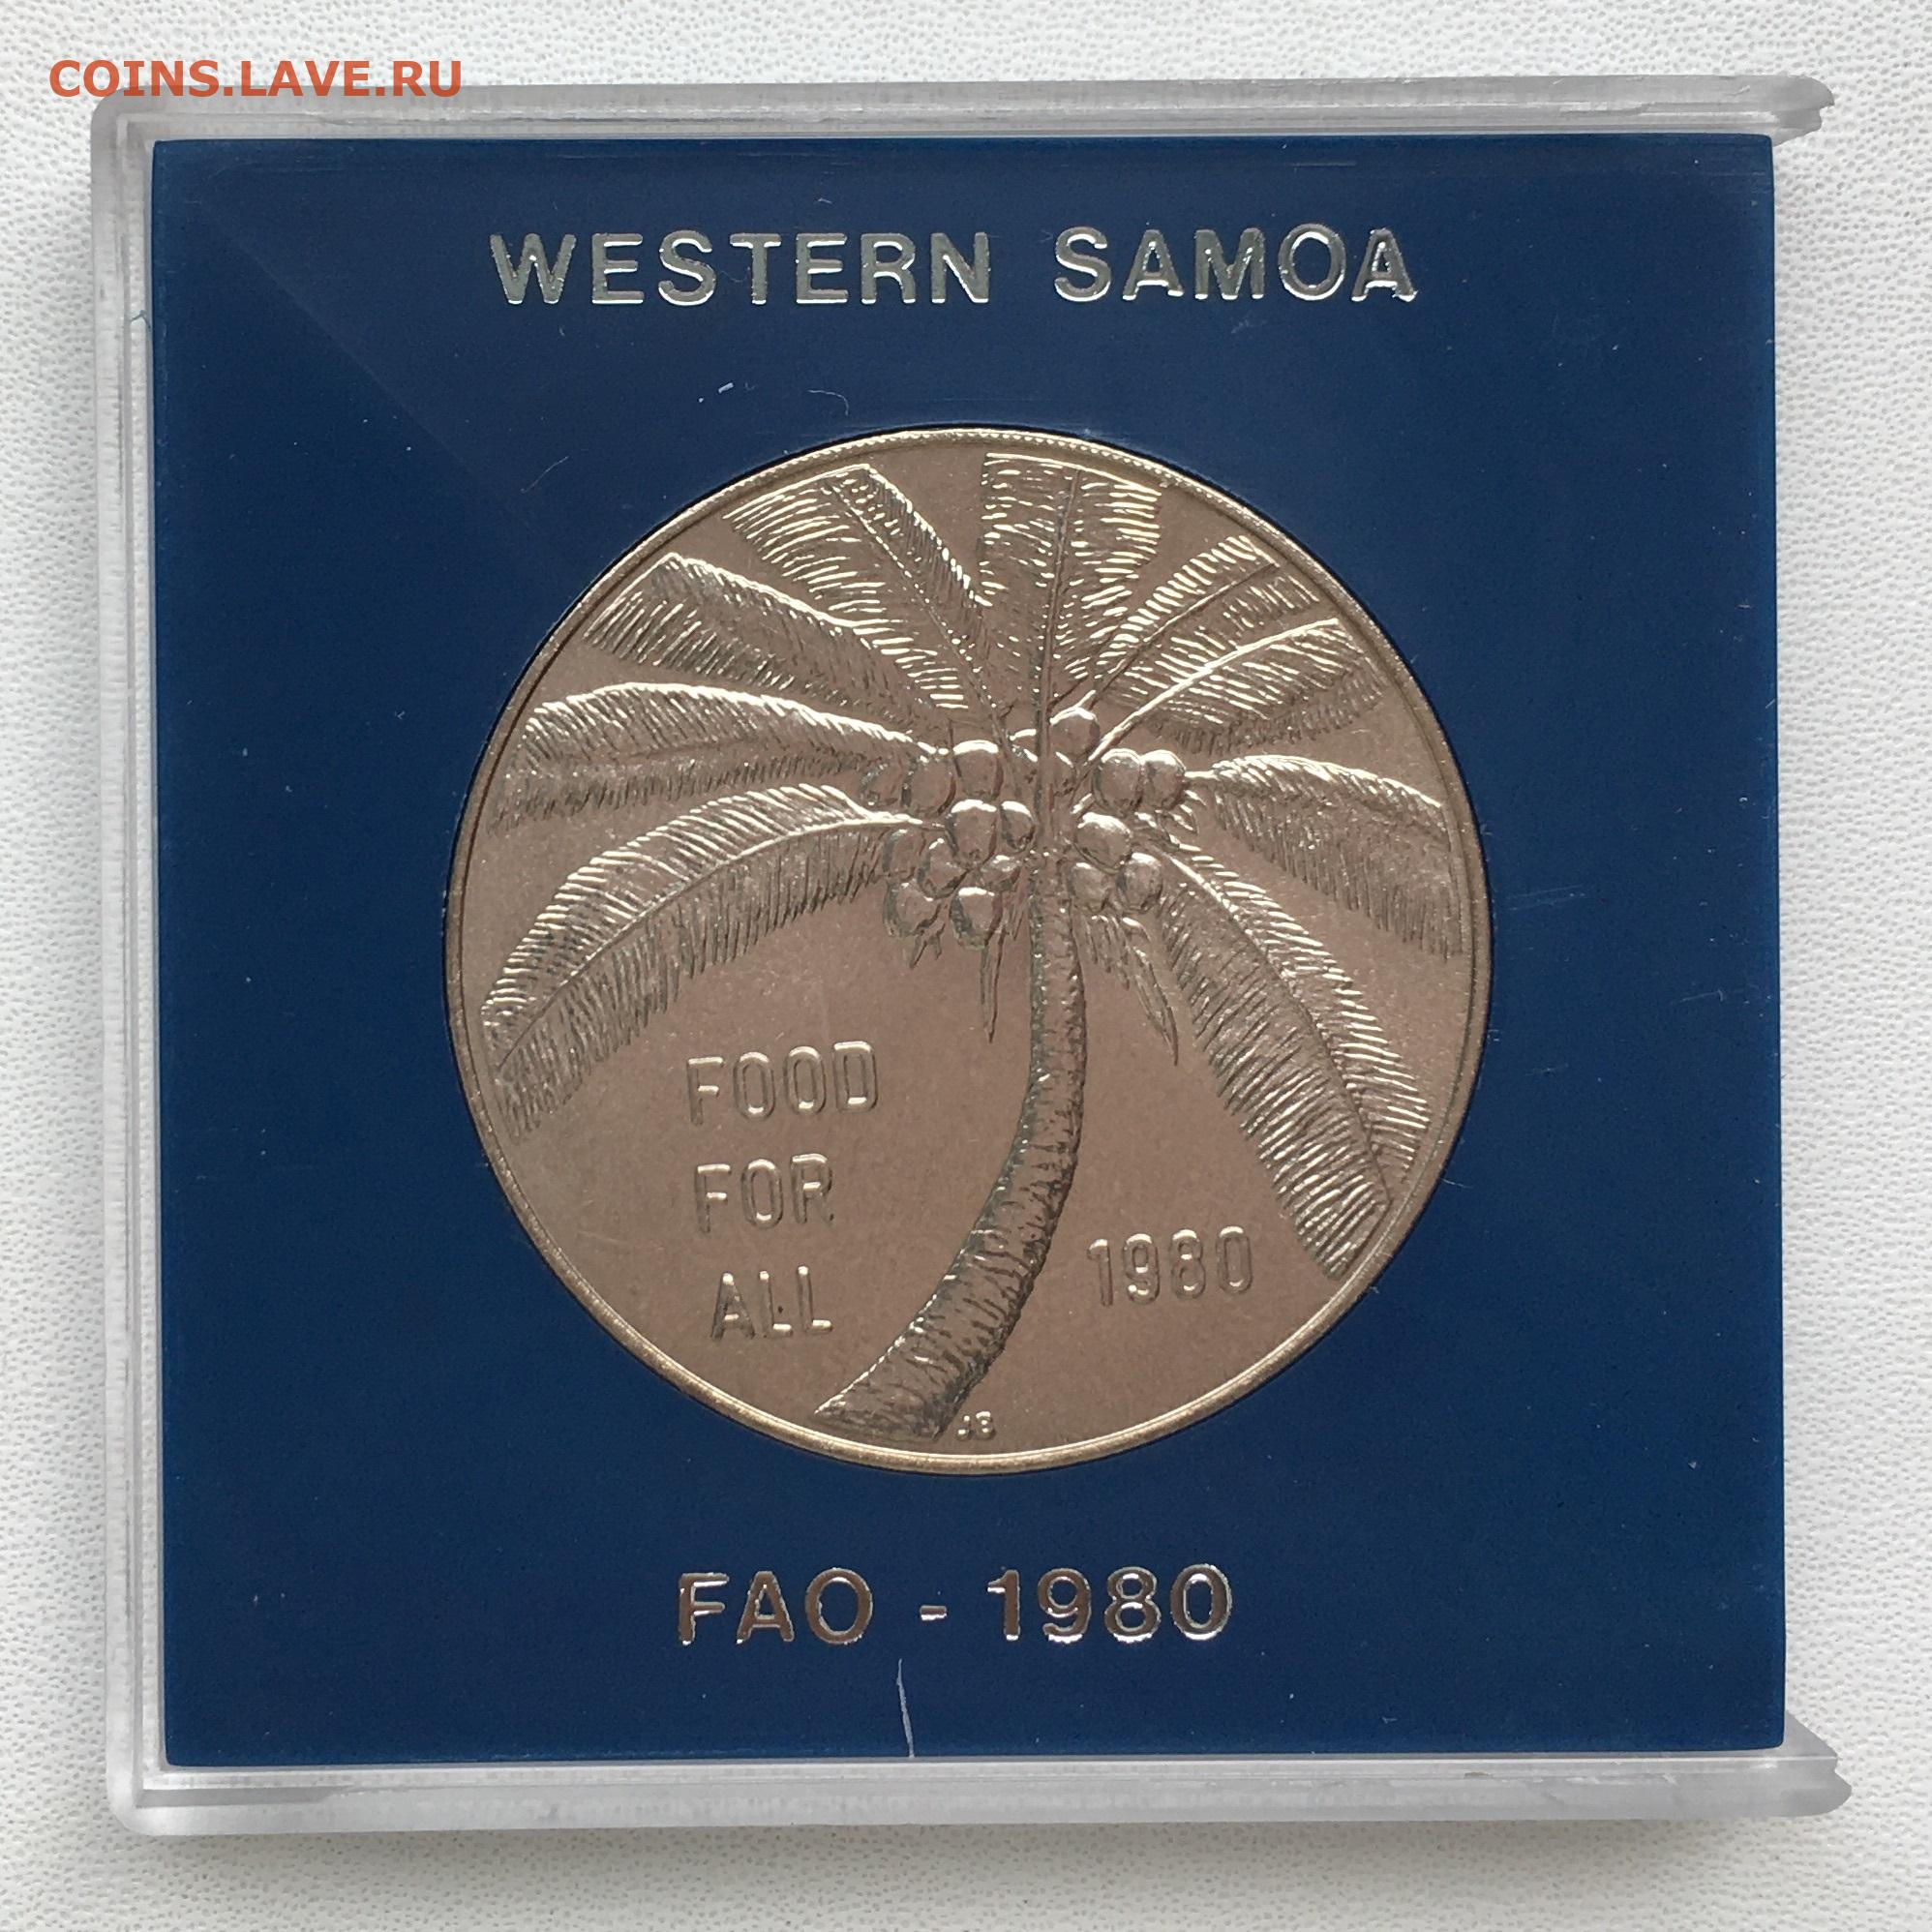 COINS.LAVE.RU
WESTERN SAMOA
FOOD
FOR
ALL
1980
JB
FAO - 1980